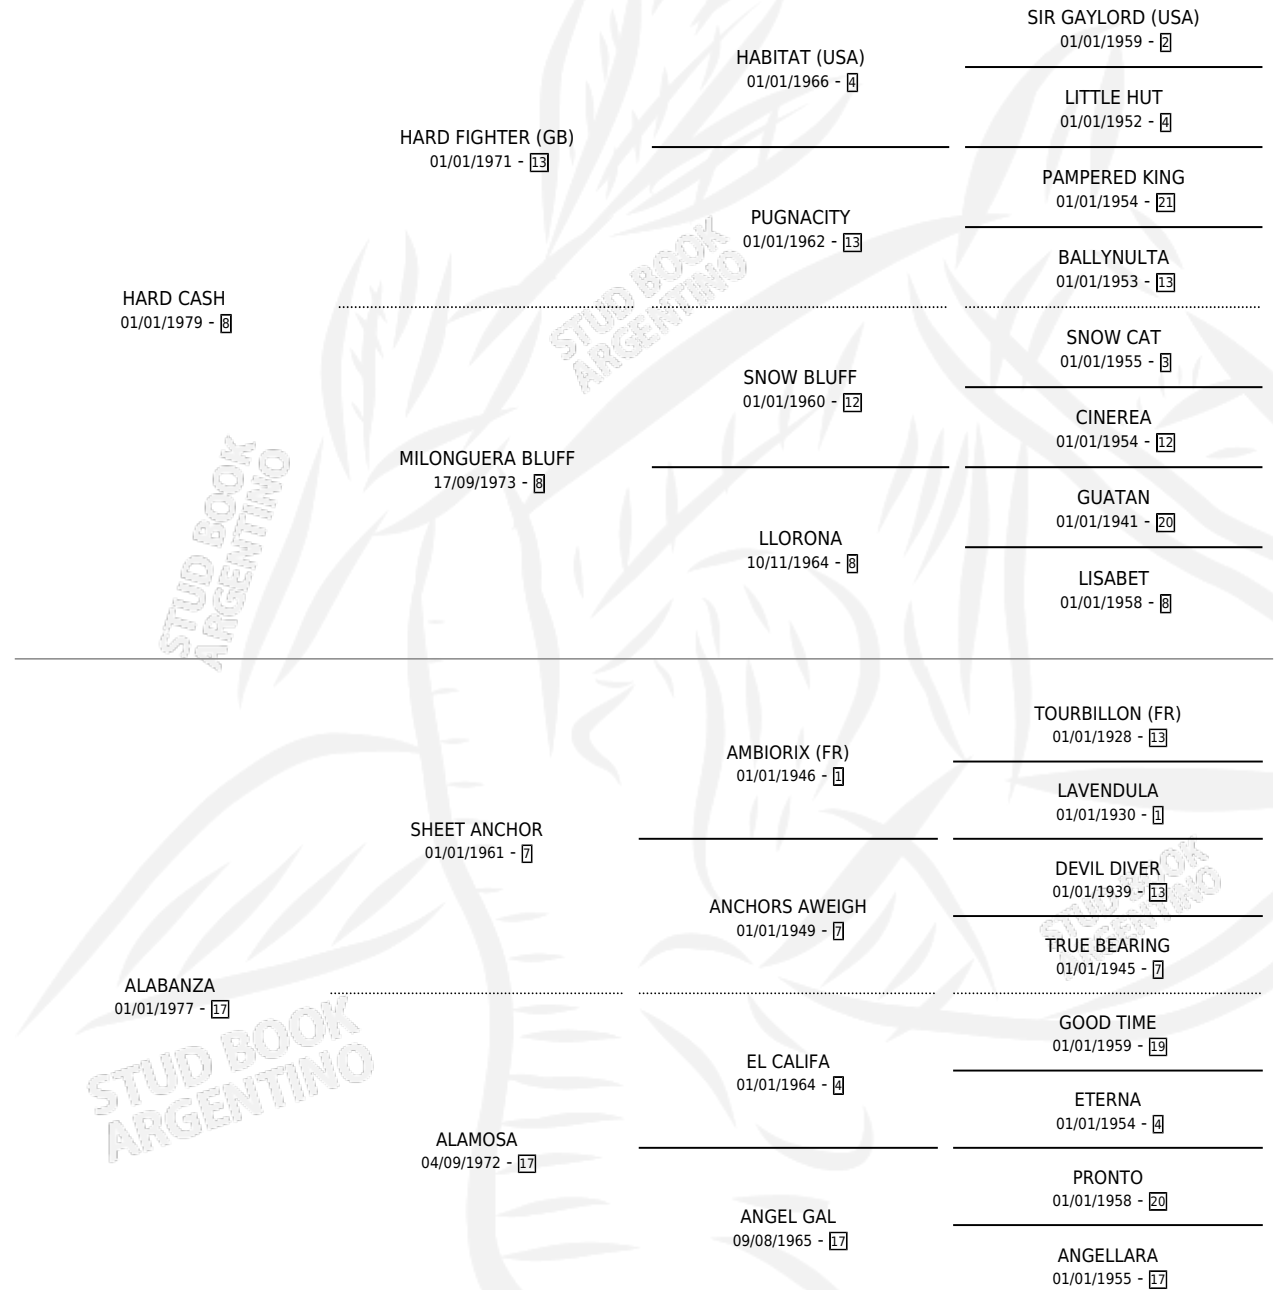 SIR GAYLORD (USA)
01/01/1959 - 2
HABITAT (USA)
01/01/1966 - 4
LITTLE HUT
01/01/1952 - 4
HARD FIGHTER (GB)
01/01/1971 - 13
PAMPERED KING
01/01/1954 - 21
PUGNACITY
01/01/1962 - 13
BALLYNULTA
01/01/1953 - 13
HARD CASH
01/01/1979 - 8
STUD BOOK
ARGENTINO
SNOW CAT
01/01/1955 - 3
SNOW BLUFF
01/01/1960 - 12
CINEREA
01/01/1954 - 12
MILONGUERA BLUFF
17/09/1973 - 8
GUATAN
01/01/1941 - 20
LLORONA
10/11/1964 - 8
LISABET
01/01/1958 - 8
STUD BOOK
ARGENTINO
TOURBILLON (FR)
01/01/1928 - 13
AMBIORIX (FR)
01/01/1946 - 1
LAVENDULA
01/01/1930 - 1
SHEET ANCHOR
01/01/1961 - 7
DEVIL DIVER
01/01/1939 - 13
ANCHORS AWEIGH
01/01/1949 - 7
STUD BOOK
ARGENTINO
TRUE BEARING
01/01/1945 - 7
ALABANZA
01/01/1977 - 17
GOOD TIME
01/01/1959 - 19
EL CALIFA
01/01/1964 - 4
STUD BOOK
ARGENTINO
ETERNA
01/01/1954 - 4
ALAMOSA
04/09/1972 - 17
PRONTO
01/01/1958 - 20
ANGEL GAL
09/08/1965 - 17
ANGELLARA
01/01/1955 - 17